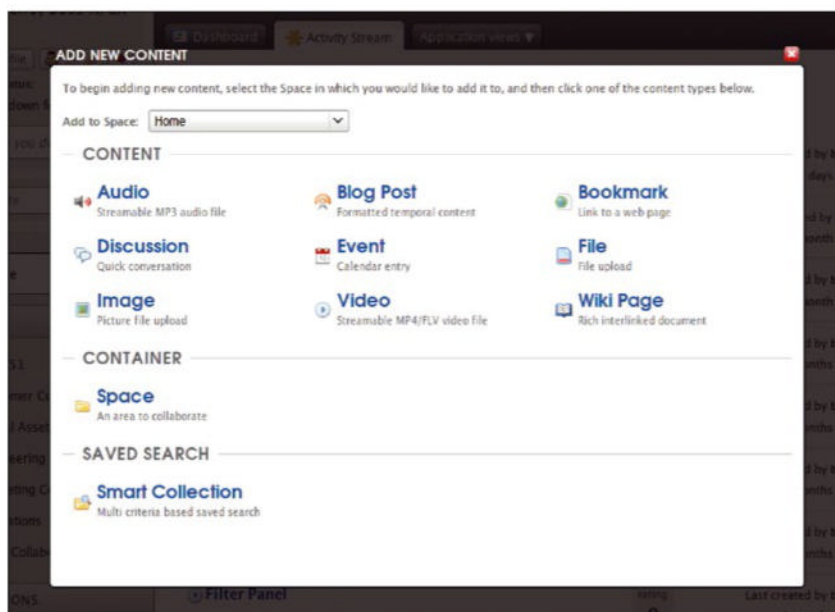 Dashboard
Activity Stream
Application views
ADD NEW CONTENT
To begin adding new content, select the Space in which you would like to add it to, and then click one of the content types below.
Add to Space: Home
CONTENT
Audio
Streamable MP3 audio file
Blog Post
Formatted temporal content
Bookmark
Link to a web page
Discussion
Quick conversation
Event
Calendar entry
File
File upload
Image
Picture file upload
Video
Streamable MP4/FLV video file
Wiki Page
Rich interlinked document
CONTAINER
Space
An area to collaborate
SAVED SEARCH
Smart Collection
Multi criteria based saved search
Filter Panel
rating
Last created by